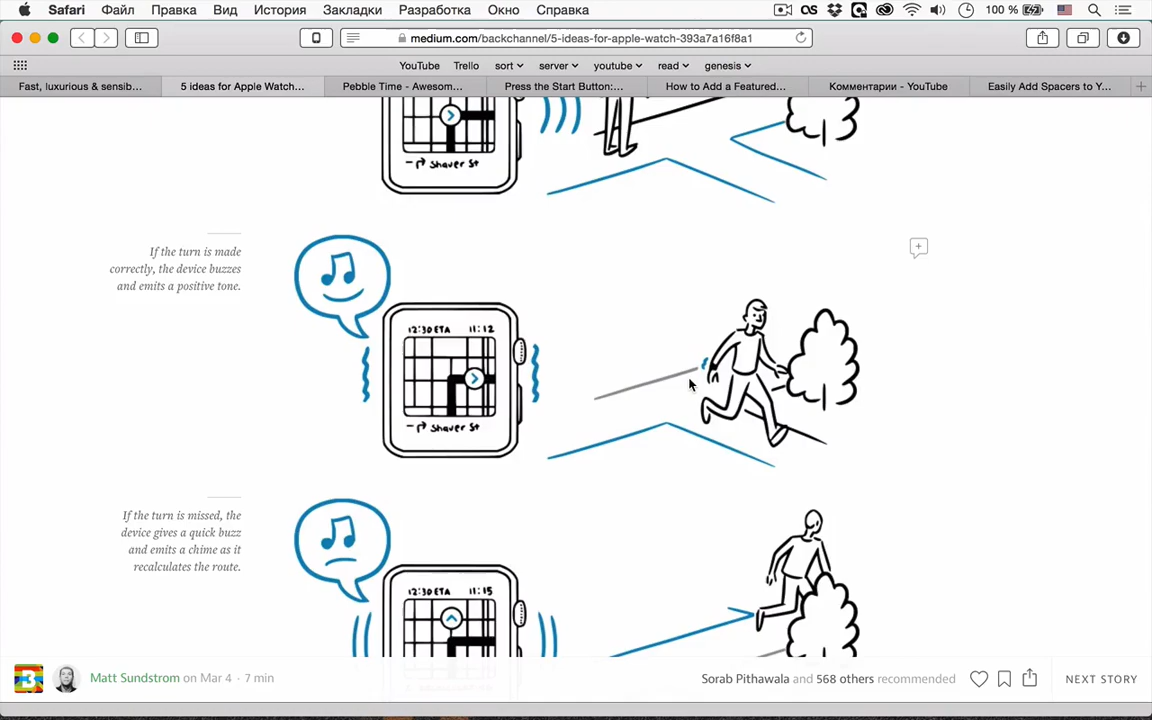 Safari Файл Правка Вид История Закладки Разработка Окно Справка 100 %
medium.com/backchannel/5-ideas-for-apple-watch-393a7a16f8a1
YouTube Trello sort server youtube read genesis
Fast, luxurious & sensib... 5 ideas for Apple Watch... Pebble Time - Awesom... Press the Start Button:... How to Add a Featured... Комментарии - YouTube Easily Add Spacers to Y...
Shaver St
If the turn is made
correctly, the device buzzes
and emits a positive tone.
12:30 ETA 11:12
Shaver St
If the turn is missed, the
device gives a quick buzz
and emits a chime as it
recalculates the route.
12:30 ETA 11:15
Matt Sundstrom on Mar 4 · 7 min
Sorab Pithawala and 568 others recommended
NEXT STORY